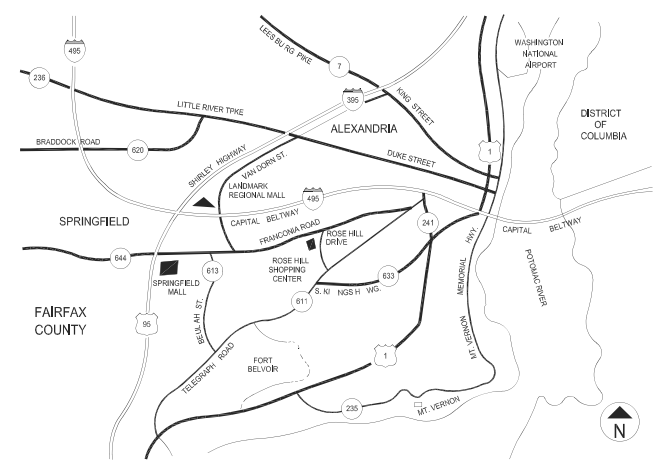 495
LEESBURG PIKE
7
WASHINGTON
NATIONAL
AIRPORT
236
395
KING STREET
LITTLE RIVER TPKE
DISTRICT
OF
COLUMBIA
ALEXANDRIA
BRADDOCK ROAD
620
SHIRLEY HIGHWAY
VAN DORN ST.
DUKE STREET
1
LANDMARK
REGIONAL MALL
495
SPRINGFIELD
CAPITAL BELTWAY
FRANCONIA ROAD
241
CAPITAL BELTWAY
ROSE HILL
DRIVE
644
613
ROSE HILL
SHOPPING
CENTER
633
SPRINGFIELD
MALL
S. KINGS HWG.
611
MT. VERNON MEMORIAL HWY.
POTOMAC RIVER
FAIRFAX
COUNTY
95
BEULAH ST.
TELEGRAPH ROAD
FORT
BELVOIR
1
235
MT. VERNON
N